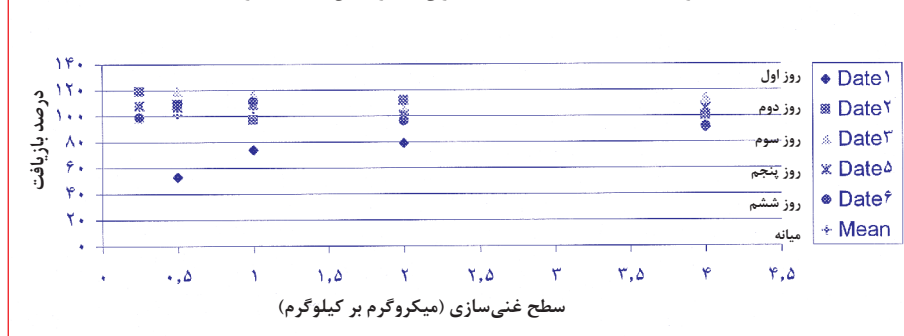 درصد بازیافت
۱۴۰
۱۲۰
۱۰۰
۸۰
۶۰
۴۰
۲۰
۰
۰ ۰,۵ ۱ ۱,۵ ۲ ۲,۵ ۳ ۳,۵ ۴ ۴,۵
سطح غنی‌سازی (میکروگرم بر کیلوگرم)
روز اول
روز دوم
روز سوم
روز پنجم
روز ششم
میانه
Date۱
Date۲
Date۳
Date۵
Date۶
Mean